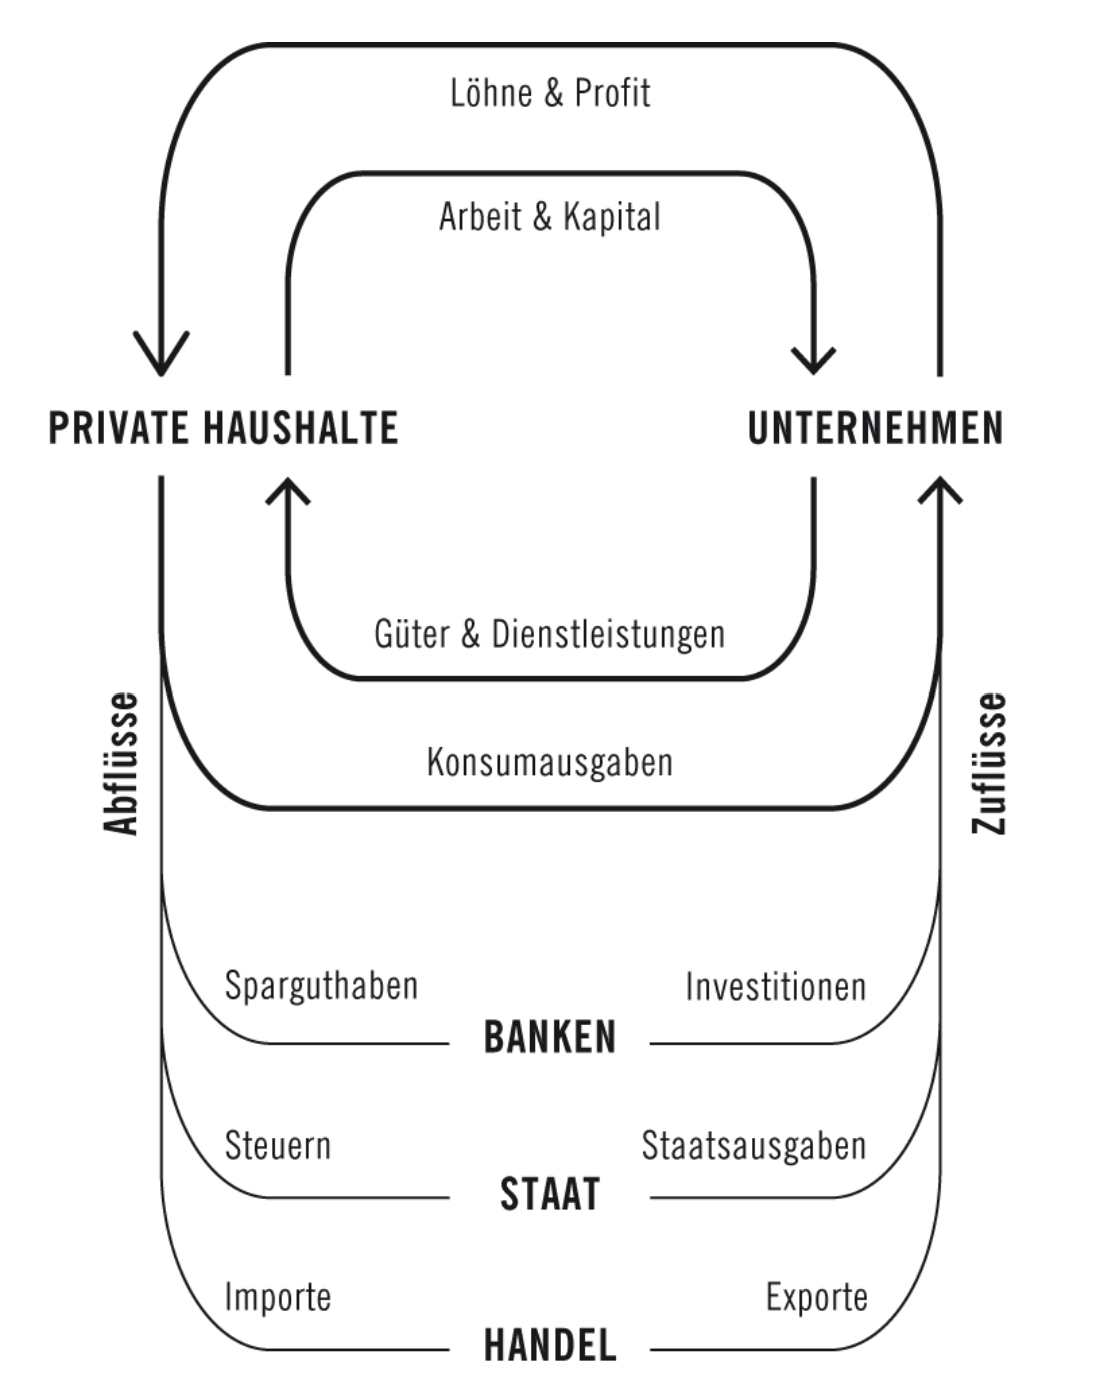 Löhne & Profit
Arbeit & Kapital
PRIVATE HAUSHALTE
UNTERNEHMEN
Güter & Dienstleistungen
Abflüsse
Konsumausgaben
Zuflüsse
Sparguthaben
Investitionen
BANKEN
Steuern
Staatsausgaben
STAAT
Importe
Exporte
HANDEL